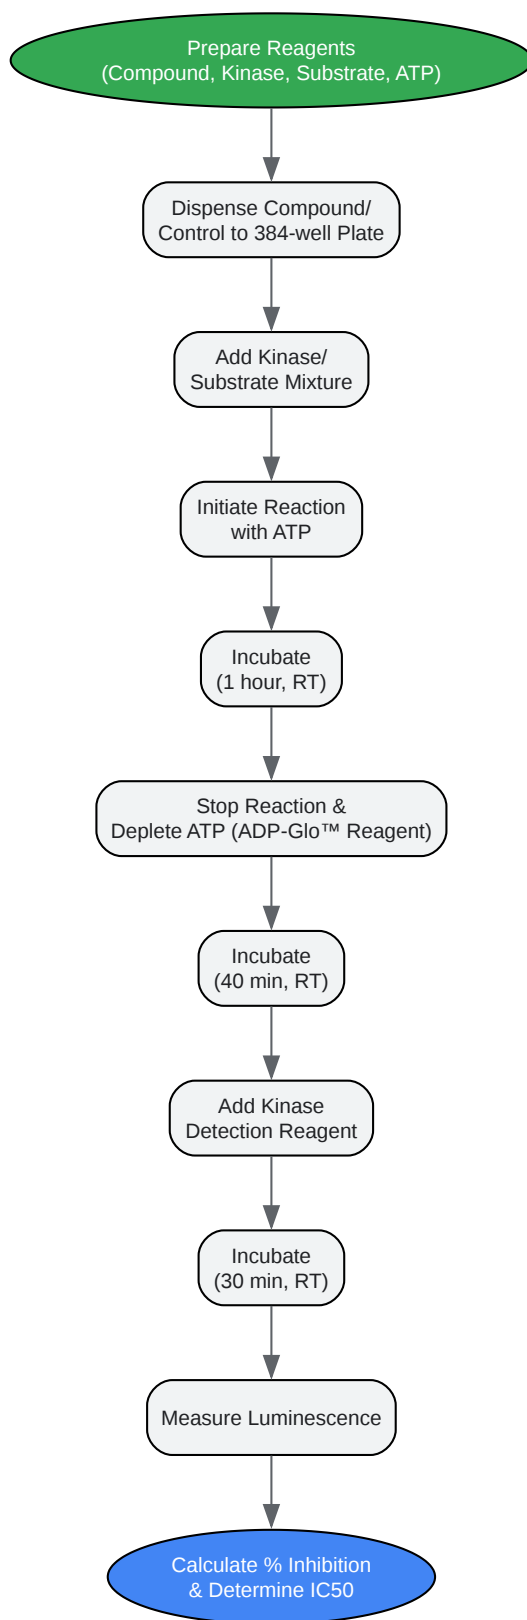 Prepare Reagents
(Compound, Kinase, Substrate, ATP)
Dispense Compound/
Control to 384-well Plate
Add Kinase/
Substrate Mixture
Initiate Reaction
with ATP
Incubate
(1 hour, RT)
Stop Reaction &
Deplete ATP (ADP-Glo™ Reagent)
Incubate
(40 min, RT)
Add Kinase
Detection Reagent
Incubate
(30 min, RT)
Measure Luminescence
Calculate % Inhibition
& Determine IC50